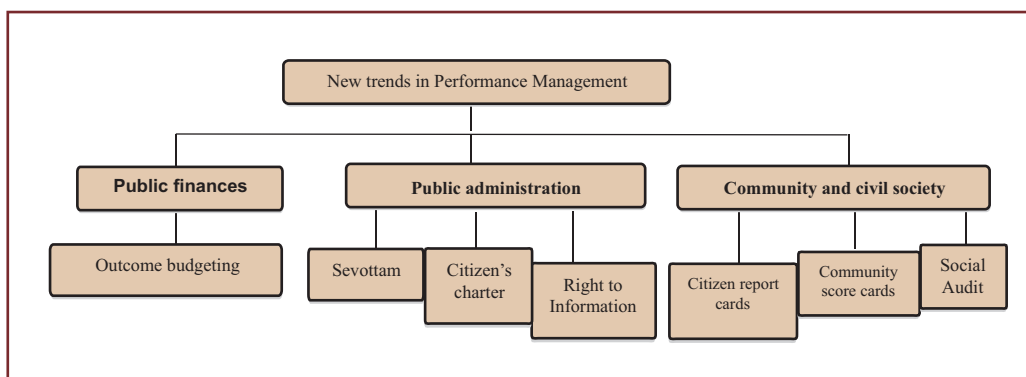 New trends in Performance Management
Public finances
Public administration
Community and civil society
Outcome budgeting
Sevottam
Citizen's
charter
Right to
Information
Citizen report
cards
Community
score cards
Social
Audit